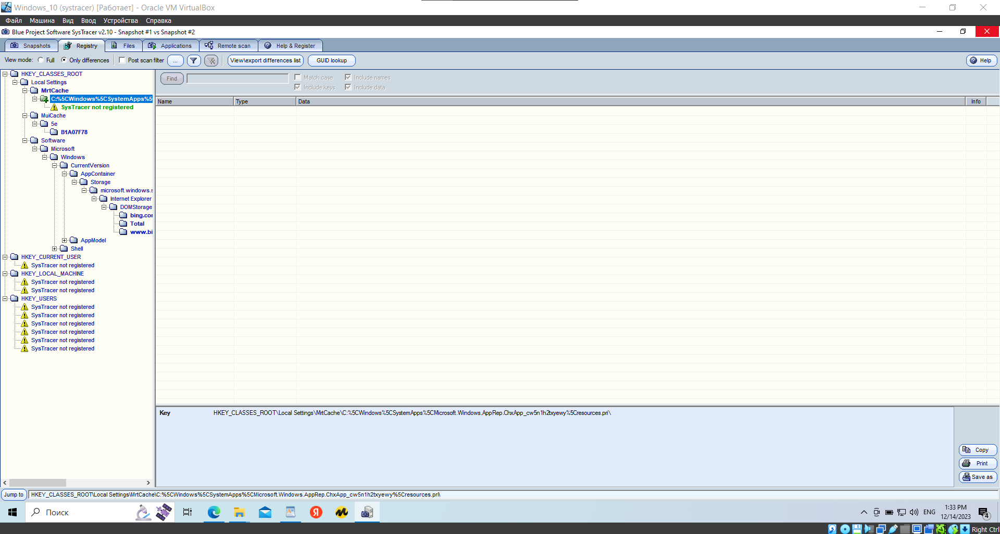 Windows_10 (systracer) [Работает] - Oracle VM VirtualBox
Файл Машина Вид Ввод Устройства Справка
Blue Project Software SysTracer v2.10 - Snapshot #1 vs Snapshot #2
Snapshots Registry Files Applications Remote scan Help & Register
View mode: Full Only differences Post scan filter ... View\export differences list GUID lookup Help
HKEY_CLASSES_ROOT
Local Settings
MrtCache
C:%5CWindows%5CSystemApps%5
SysTracer not registered
MuiCache
5e
B1A07F78
Software
Microsoft
Windows
CurrentVersion
AppContainer
Storage
microsoft.windows.s
Internet Explorer
DOMStorage
bing.cor
Total
www.bi
AppModel
Shell
HKEY_CURRENT_USER
SysTracer not registered
HKEY_LOCAL_MACHINE
SysTracer not registered
SysTracer not registered
HKEY_USERS
SysTracer not registered
SysTracer not registered
SysTracer not registered
SysTracer not registered
SysTracer not registered
SysTracer not registered
Find Match case Include names
Include keys Include data
Name Type Data Info
Key HKEY_CLASSES_ROOT\Local Settings\MrtCache\C:%5CWindows%5CSystemApps%5CMicrosoft.Windows.AppRep.ChxApp_cw5n1h2txyewy%5Cresources.pri\
Copy
Print
Save as
Jump to HKEY_CLASSES_ROOT\Local Settings\MrtCache\C:%5CWindows%5CSystemApps%5CMicrosoft.Windows.AppRep.ChxApp_cw5n1h2txyewy%5Cresources.pri\
Поиск
Я
ENG
1:33 PM
12/14/2023
4
Right Ctrl